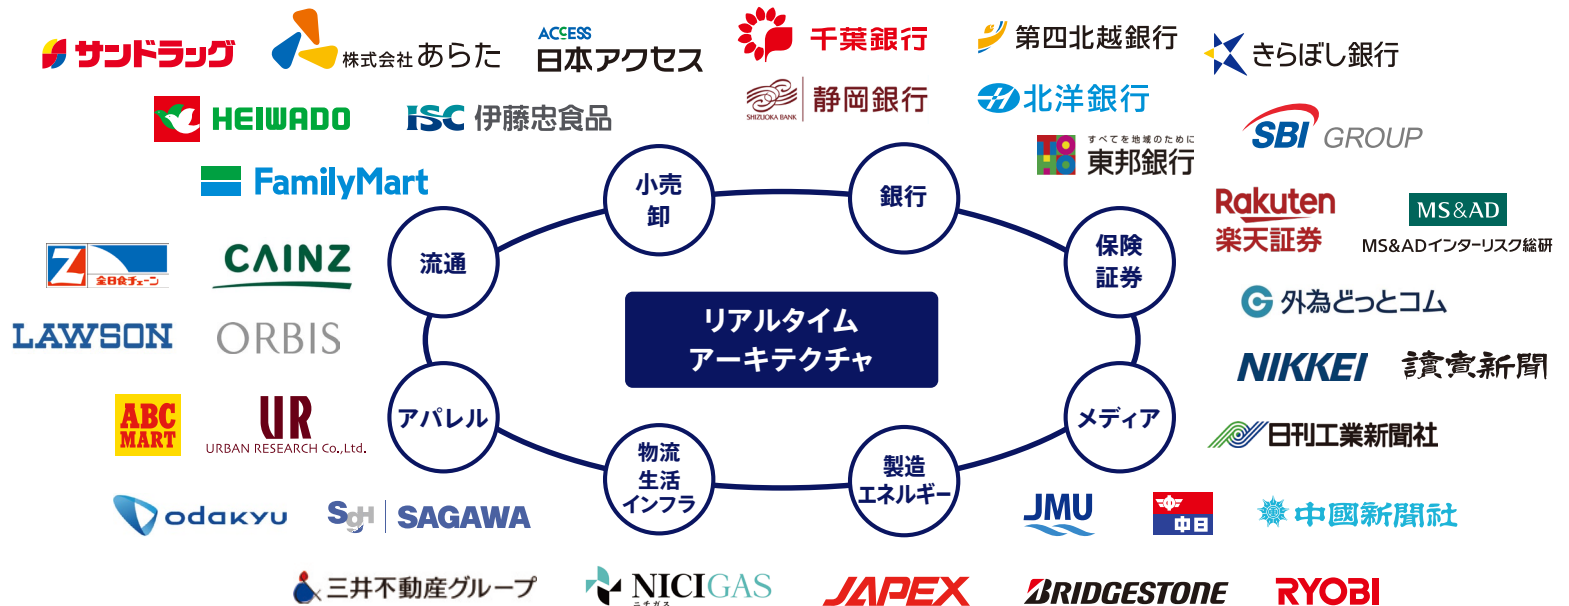 サンドラッグ
株式会社あらた
ACCESS
日本アクセス
千葉銀行
第四北越銀行
きらぼし銀行
HEIWADO
ISC 伊藤忠食品
SHIZUOKA BANK
静岡銀行
北洋銀行
SBI GROUP
FamilyMart
TOHO
すべてを地域のために
東邦銀行
小売
卸
銀行
流通
保険
証券
Rakuten
楽天証券
MS&AD
MS&ADインターリスク総研
Z
全日食チェーン
CAINZ
リアルタイム
アーキテクチャ
外為どっとコム
LAWSON
ORBIS
NIKKEI
讀賣新聞
ABC
MART
UR
URBAN RESEARCH Co.,Ltd.
アパレル
メディア
日刊工業新聞社
物流
生活
インフラ
製造
エネルギー
odakyu
SGH
SAGAWA
JMU
中日
中國新聞社
三井不動産グループ
NICIGAS
ニチガス
JAPEX
BRIDGESTONE
RYOBI